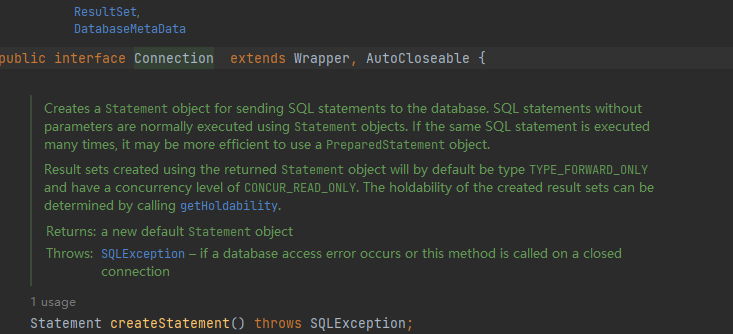 ResultSet,
DatabaseMetaData
public interface Connection  extends Wrapper, AutoCloseable {
Creates a Statement object for sending SQL statements to the database. SQL statements without
parameters are normally executed using Statement objects. If the same SQL statement is executed
many times, it may be more efficient to use a PreparedStatement object.
Result sets created using the returned Statement object will by default be type TYPE_FORWARD_ONLY
and have a concurrency level of CONCUR_READ_ONLY. The holdability of the created result sets can be
determined by calling getHoldability.
Returns: a new default Statement object
Throws: SQLException – if a database access error occurs or this method is called on a closed
connection
1 usage
Statement createStatement() throws SQLException;